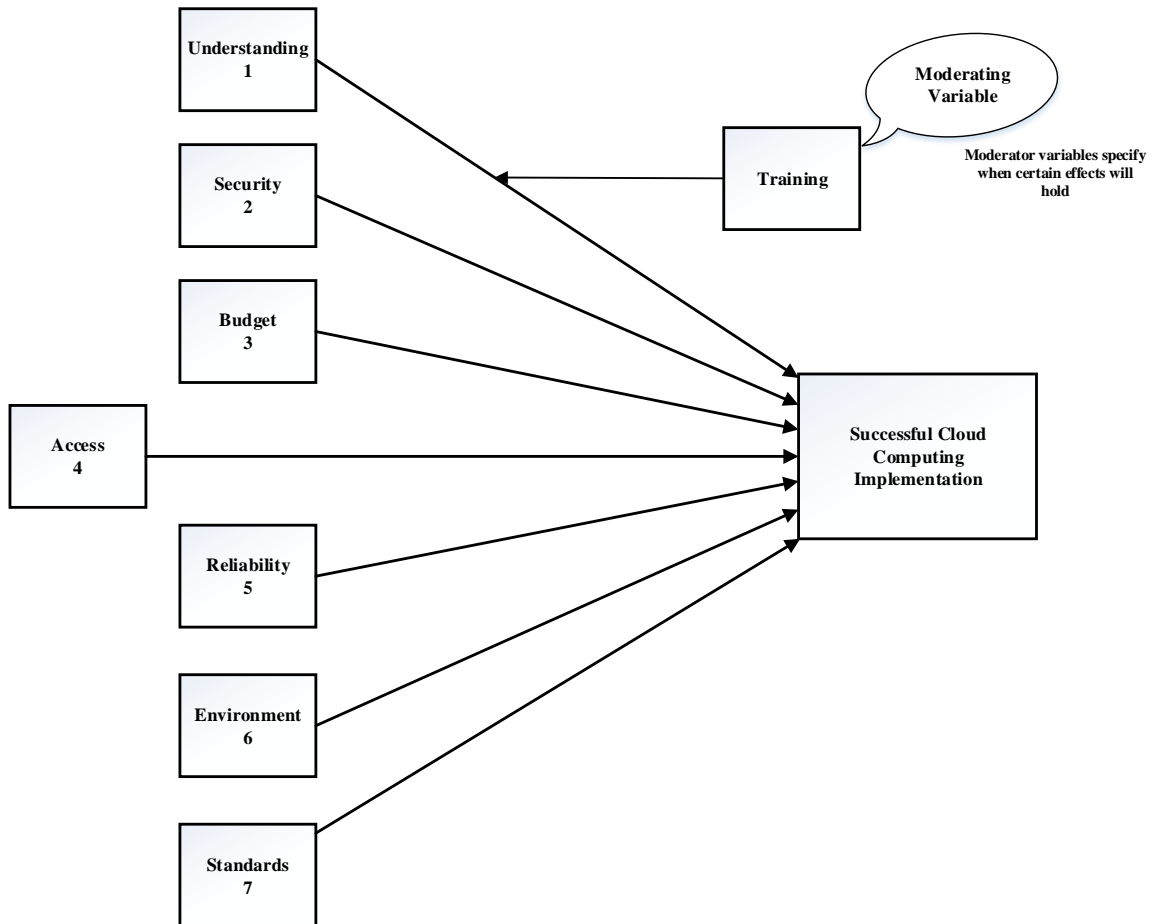 Understanding
1
Moderating
Variable
Moderator variables specify
when certain effects will
hold
Training
Security
2
Budget
3
Access
4
Successful Cloud
Computing
Implementation
Reliability
5
Environment
6
Standards
7